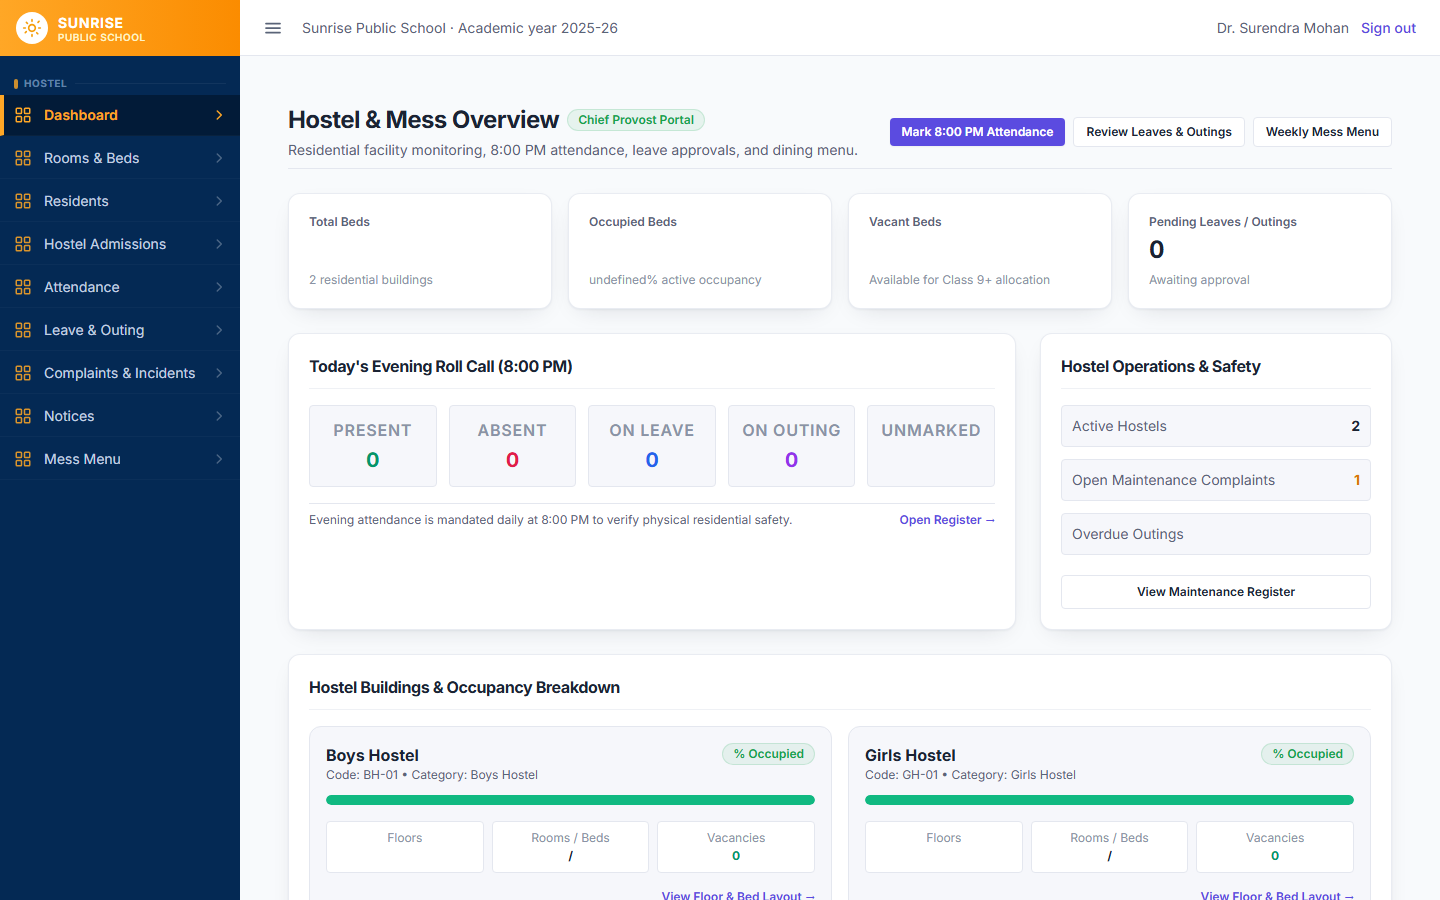 SUNRISE
PUBLIC SCHOOL
Sunrise Public School · Academic year 2025-26
Dr. Surendra Mohan
Sign out
HOSTEL
Dashboard
Rooms & Beds
Residents
Hostel Admissions
Attendance
Leave & Outing
Complaints & Incidents
Notices
Mess Menu
Hostel & Mess Overview
Chief Provost Portal
Residential facility monitoring, 8:00 PM attendance, leave approvals, and dining menu.
Mark 8:00 PM Attendance
Review Leaves & Outings
Weekly Mess Menu
Total Beds
2 residential buildings
Occupied Beds
undefined% active occupancy
Vacant Beds
Available for Class 9+ allocation
Pending Leaves / Outings
0
Awaiting approval
Today's Evening Roll Call (8:00 PM)
PRESENT
0
ABSENT
0
ON LEAVE
0
ON OUTING
0
UNMARKED
Evening attendance is mandated daily at 8:00 PM to verify physical residential safety.
Open Register →
Hostel Operations & Safety
Active Hostels 2
Open Maintenance Complaints 1
Overdue Outings
View Maintenance Register
Hostel Buildings & Occupancy Breakdown
Boys Hostel
% Occupied
Code: BH-01 • Category: Boys Hostel
Floors
Rooms / Beds
/
Vacancies
0
View Floor & Bed Layout →
Girls Hostel
% Occupied
Code: GH-01 • Category: Girls Hostel
Floors
Rooms / Beds
/
Vacancies
0
View Floor & Bed Layout →